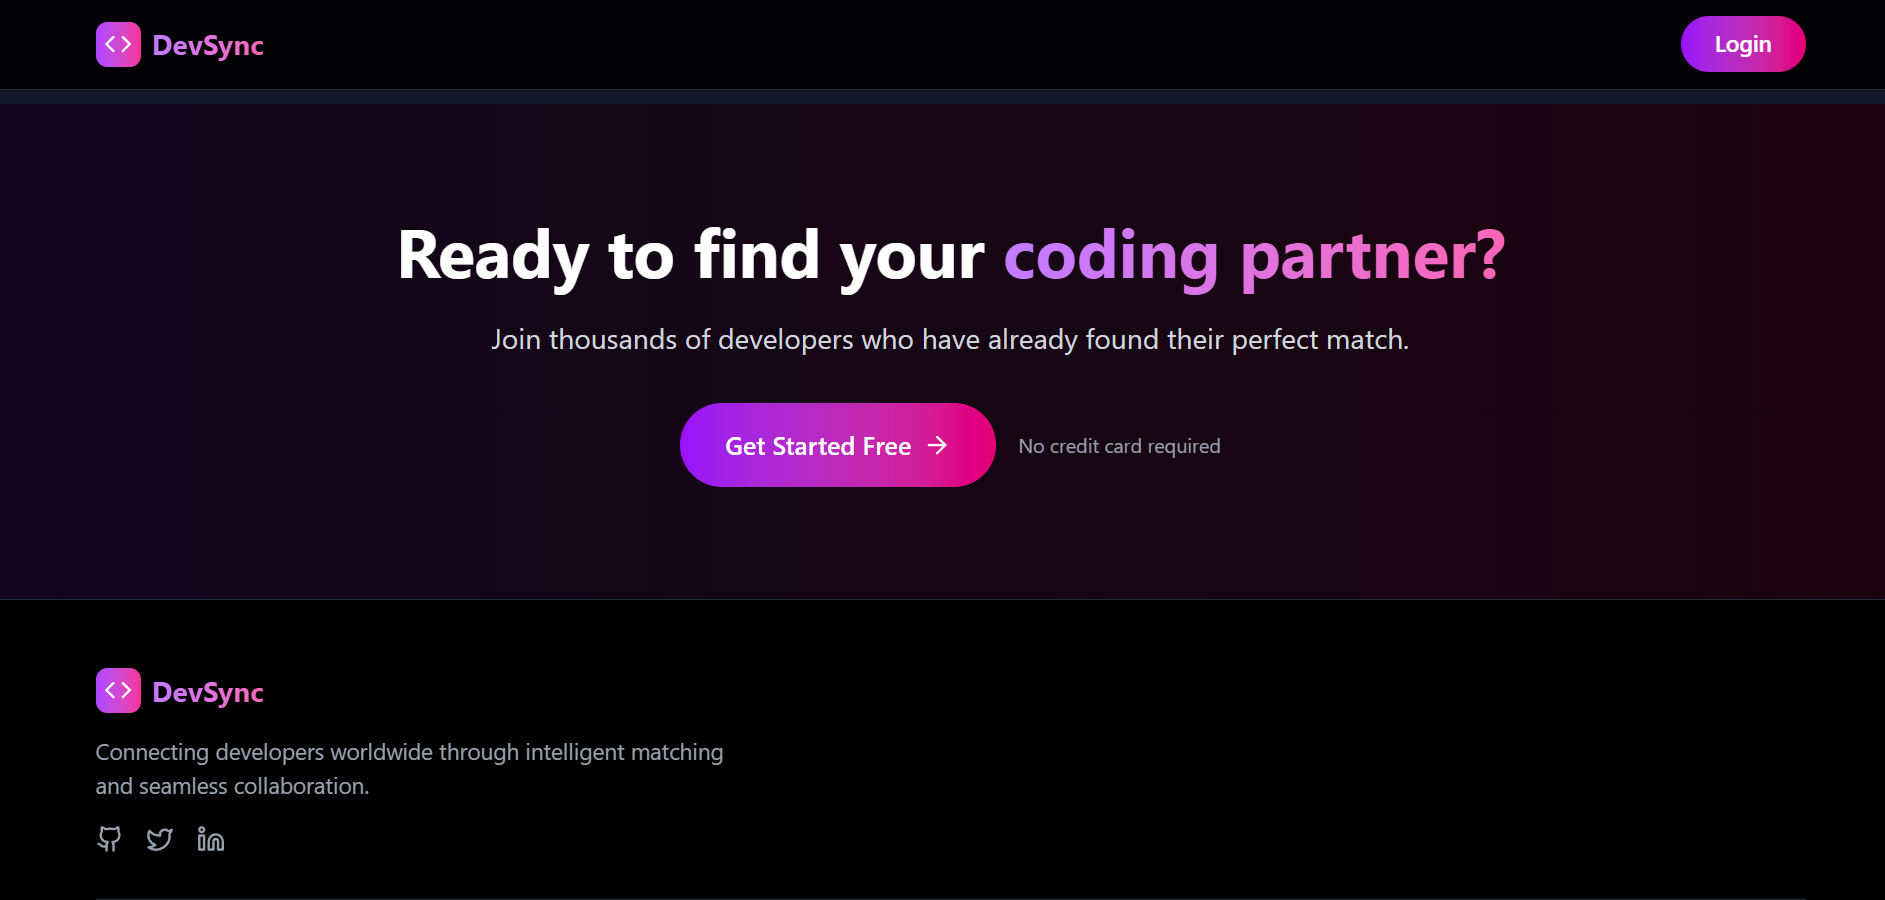 DevSync
Login
Ready to find your coding partner?
Join thousands of developers who have already found their perfect match.
Get Started Free
No credit card required
DevSync
Connecting developers worldwide through intelligent matching
and seamless collaboration.